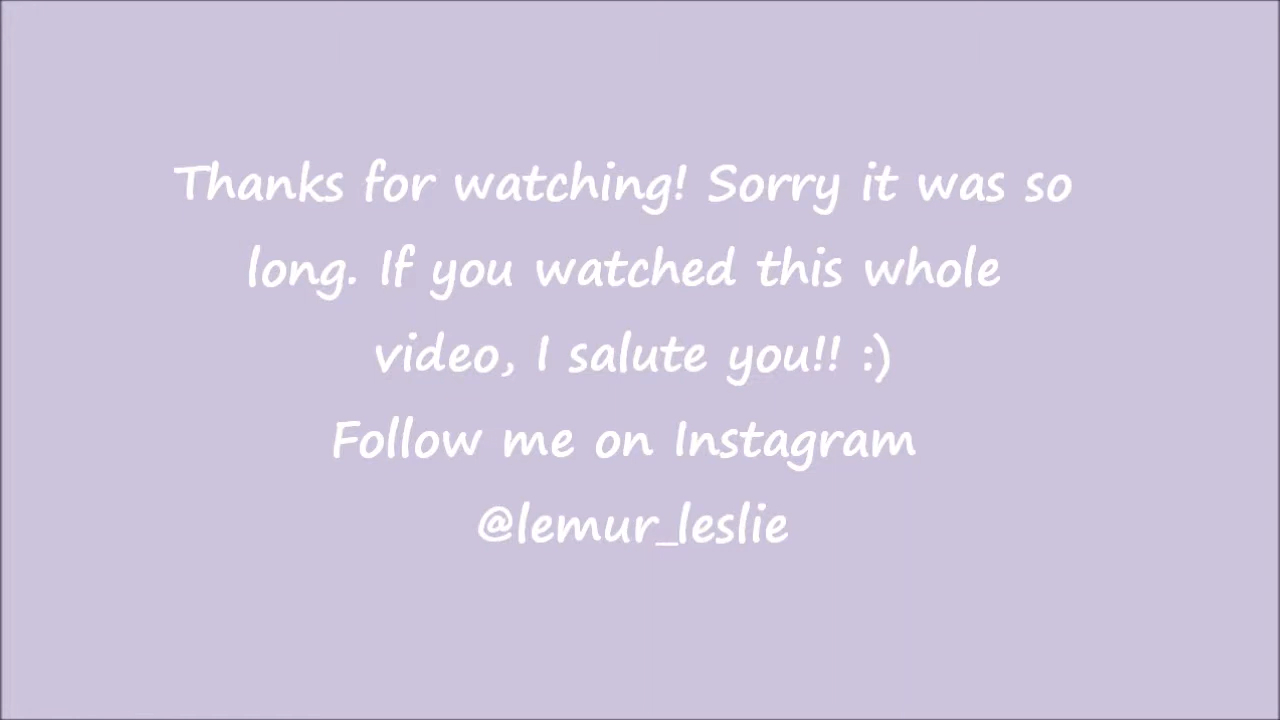 Thanks for watching! Sorry it was so
long. If you watched this whole
video, I salute you!! :)
Follow me on Instagram
@lemur_leslie